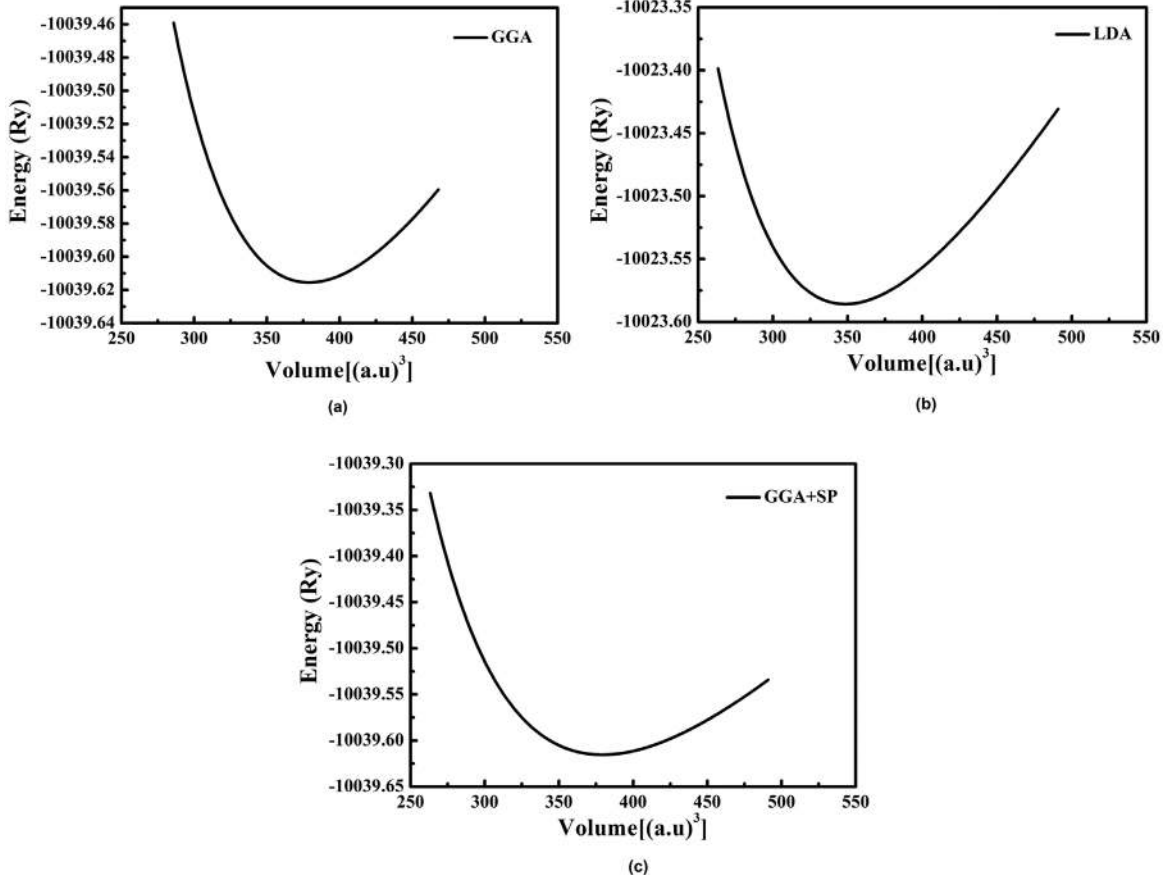 -10039.46
-10039.48
-10039.50
-10039.52
-10039.54
-10039.56
-10039.58
-10039.60
-10039.62
-10039.64
Energy (Ry)
GGA
250 300 350 400 450 500 550
Volume[(a.u)^3]
(a)
-10023.35
-10023.40
-10023.45
-10023.50
-10023.55
-10023.60
Energy (Ry)
LDA
250 300 350 400 450 500 550
Volume[(a.u)^3]
(b)
-10039.30
-10039.35
-10039.40
-10039.45
-10039.50
-10039.55
-10039.60
-10039.65
Energy (Ry)
GGA+SP
250 300 350 400 450 500 550
Volume[(a.u)^3]
(c)